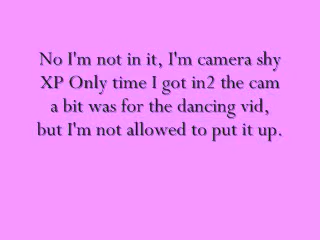 No I'm not in it, I'm camera shy
XP Only time I got in2 the cam
a bit was for the dancing vid,
but I'm not allowed to put it up.